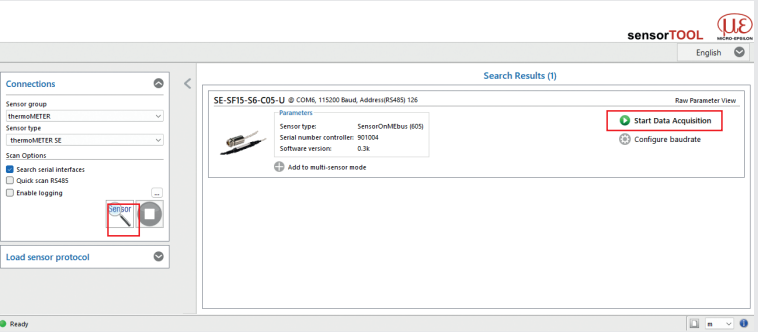 sensorTOOL
με
MICRO-EPSILON
English
Connections
Sensor group
thermoMETER
Sensor type
thermoMETER SE
Scan Options
Search serial interfaces
Quick scan RS485
Enable logging
...
Sensor
Load sensor protocol
Search Results (1)
SE-SF15-S6-C05-U @ COM6, 115200 Baud, Address(RS485) 126
Raw Parameter View
Parameters
Sensor type: SensorOnMEbus (605)
Serial number controller: 901004
Software version: 0.3k
Add to multi-sensor mode
Start Data Acquisition
Configure baudrate
Ready
m